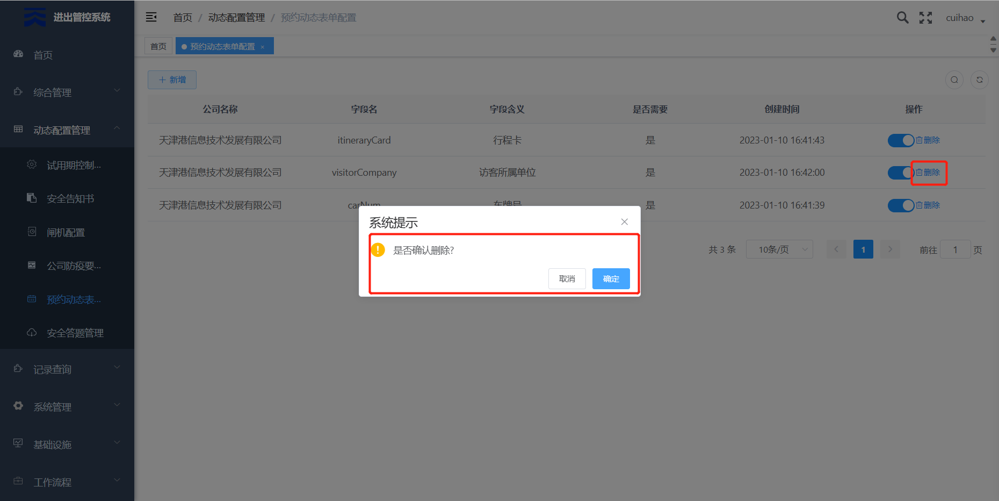 进出管控系统
首页 / 动态配置管理 / 预约动态表单配置
cuihao
首页
预约动态表单配置 ×
首页
综合管理
动态配置管理
试用期控制...
安全告知书
闸机配置
公司防疫要...
预约动态表...
安全答题管理
记录查询
系统管理
基础设施
工作流程
+ 新增
公司名称 字段名 字段含义 是否需要 创建时间 操作
天津港信息技术发展有限公司 itineraryCard 行程卡 是 2023-01-10 16:41:43 删除
天津港信息技术发展有限公司 visitorCompany 访客所属单位 是 2023-01-10 16:42:00 删除
天津港信息技术发展有限公司 carNum 车牌号 是 2023-01-10 16:41:39 删除
共 3 条 10条/页 1 前往 1 页
系统提示
是否确认删除?
取消 确定